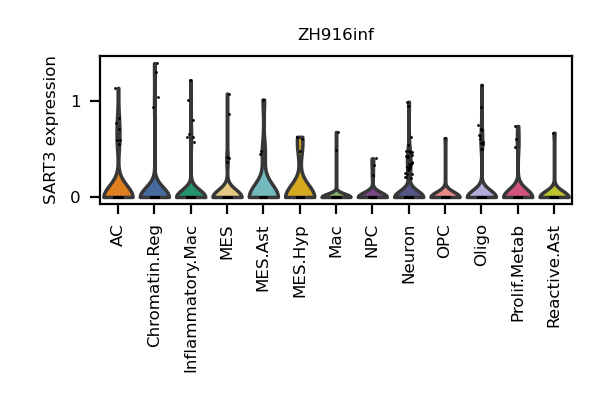 ZH916inf
SART3 expression
1
0
AC
Chromatin.Reg
Inflammatory.Mac
MES
MES.Ast
MES.Hyp
Mac
NPC
Neuron
OPC
Oligo
Prolif.Metab
Reactive.Ast